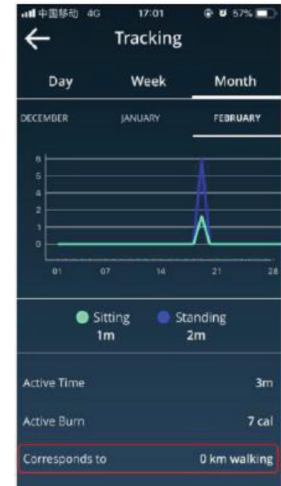 中国移动 4G 17:01 57%
Tracking
Day Week Month
DECEMBER JANUARY FEBRUARY
6
5
4
2
1
0
01 07 14 21 28
Sitting Standing
1m 2m
Active Time 3m
Active Burn 7 cal
Corresponds to 0 km walking